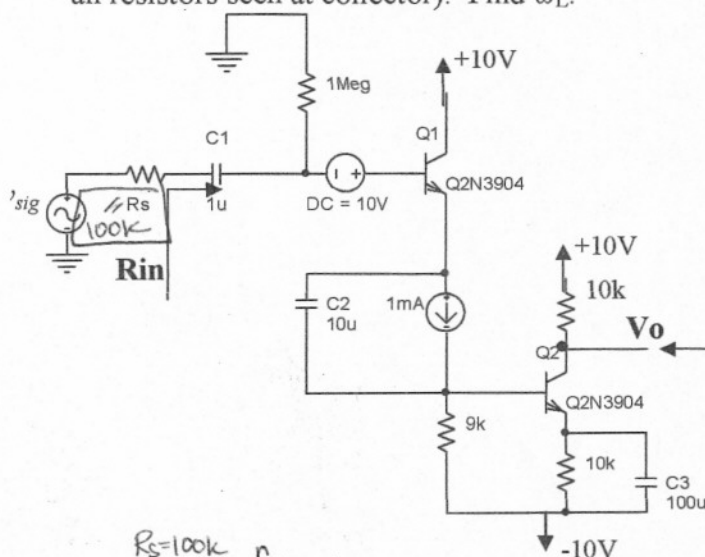 all resistors seen at collector). Find ωL.
+10V
1Meg
Q1
C1
Q2N3904
1u
DC = 10V
sig
Rs
100K
Rin
+10V
10k
C2
10u
1mA
Vo
Q2
Q2N3904
9k
10k
C3
100u
-10V
Rs=100k